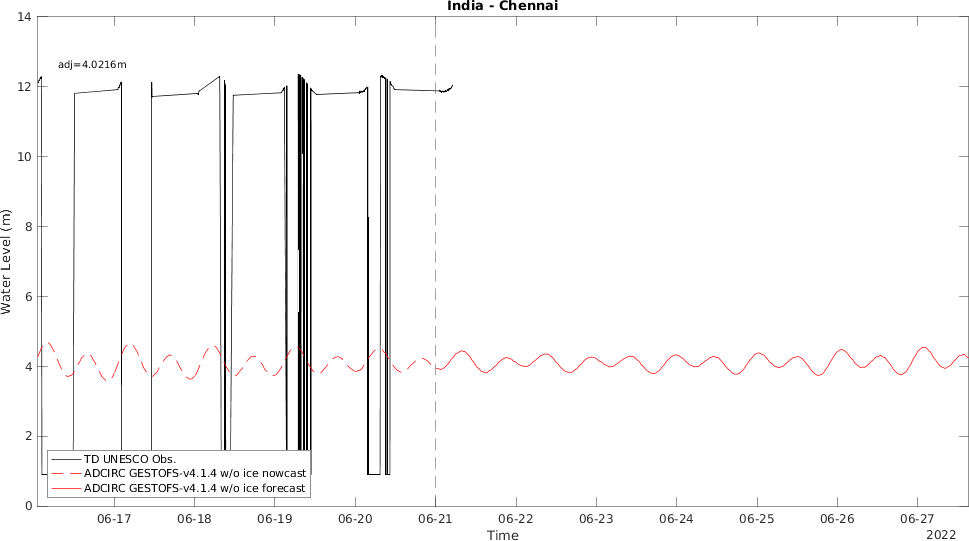 India - Chennai
14
adj=4.0216m
12
10
8
6
4
2
0
Water Level (m)
TD UNESCO Obs.
ADCIRC GESTOFS-v4.1.4 w/o ice nowcast
ADCIRC GESTOFS-v4.1.4 w/o ice forecast
06-17 06-18 06-19 06-20 06-21 06-22 06-23 06-24 06-25 06-26 06-27
Time
2022